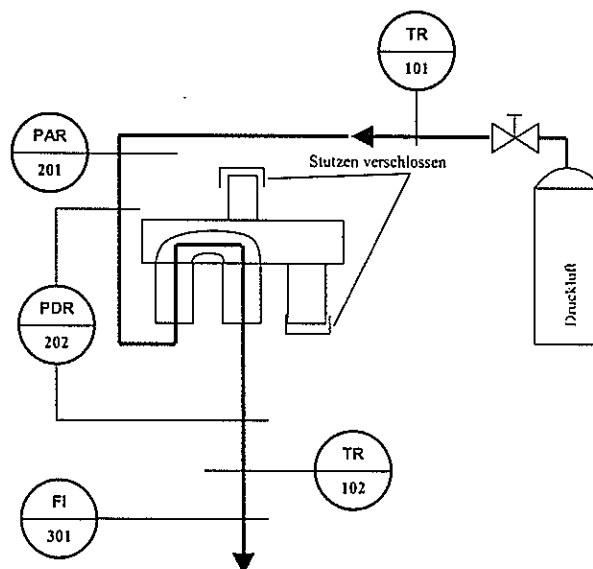 TR
101
PAR
201
Stutzen verschlossen
PDR
202
Druckluft
TR
102
FI
301